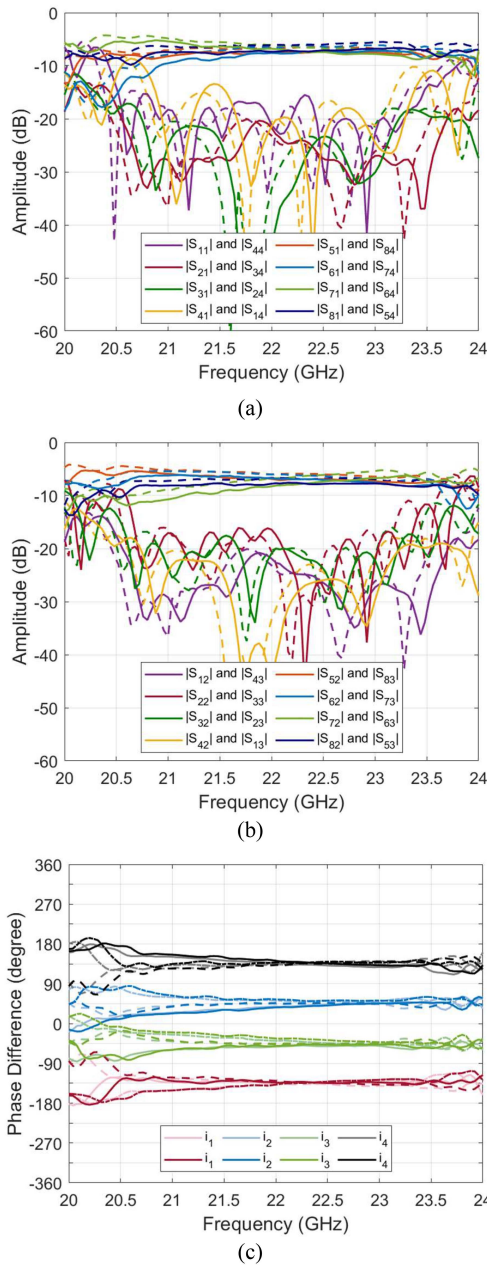 0
-10
-20
-30
-40
-50
-60
Amplitude (dB)
|S11| and |S44|
|S21| and |S34|
|S31| and |S24|
|S41| and |S14|
|S51| and |S84|
|S61| and |S74|
|S71| and |S64|
|S81| and |S54|
20 20.5 21 21.5 22 22.5 23 23.5 24
Frequency (GHz)
(a)
0
-10
-20
-30
-40
-50
-60
Amplitude (dB)
|S12| and |S43|
|S22| and |S33|
|S32| and |S23|
|S42| and |S13|
|S52| and |S83|
|S62| and |S73|
|S72| and |S63|
|S82| and |S53|
20 20.5 21 21.5 22 22.5 23 23.5 24
Frequency (GHz)
(b)
360
270
180
90
0
-90
-180
-270
-360
Phase Difference (degree)
i1 i2 i3 i4
i1 i2 i3 i4
20 20.5 21 21.5 22 22.5 23 23.5 24
Frequency (GHz)
(c)